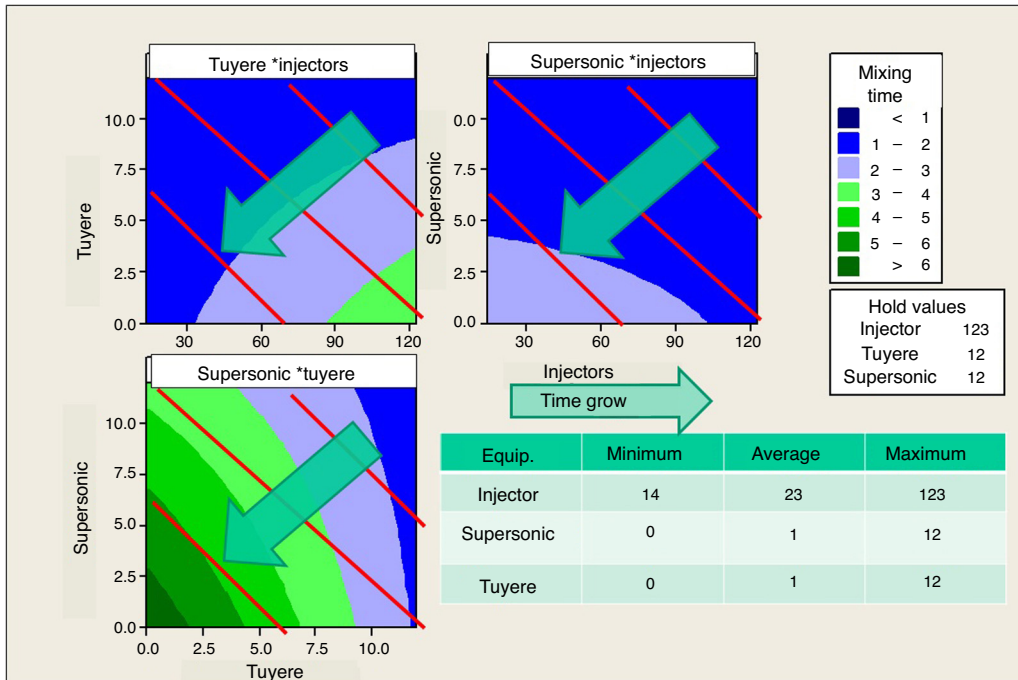 Tuyere *injectors
10.0
7.5
5.0
2.5
0.0
Tuyere
30 60 90 120
Supersonic *injectors
0.0
7.5
5.0
2.5
0.0
Supersonic
30 60 90 120
Mixing
time
< 1
1 – 2
2 – 3
3 – 4
4 – 5
5 – 6
> 6
Hold values
Injector 123
Tuyere 12
Supersonic 12
Supersonic *tuyere
10.0
7.5
5.0
2.5
0.0
Supersonic
0.0 2.5 5.0 7.5 10.0
Tuyere
Injectors
Time grow
Equip. Minimum Average Maximum
Injector 14 23 123
Supersonic 0 1 12
Tuyere 0 1 12